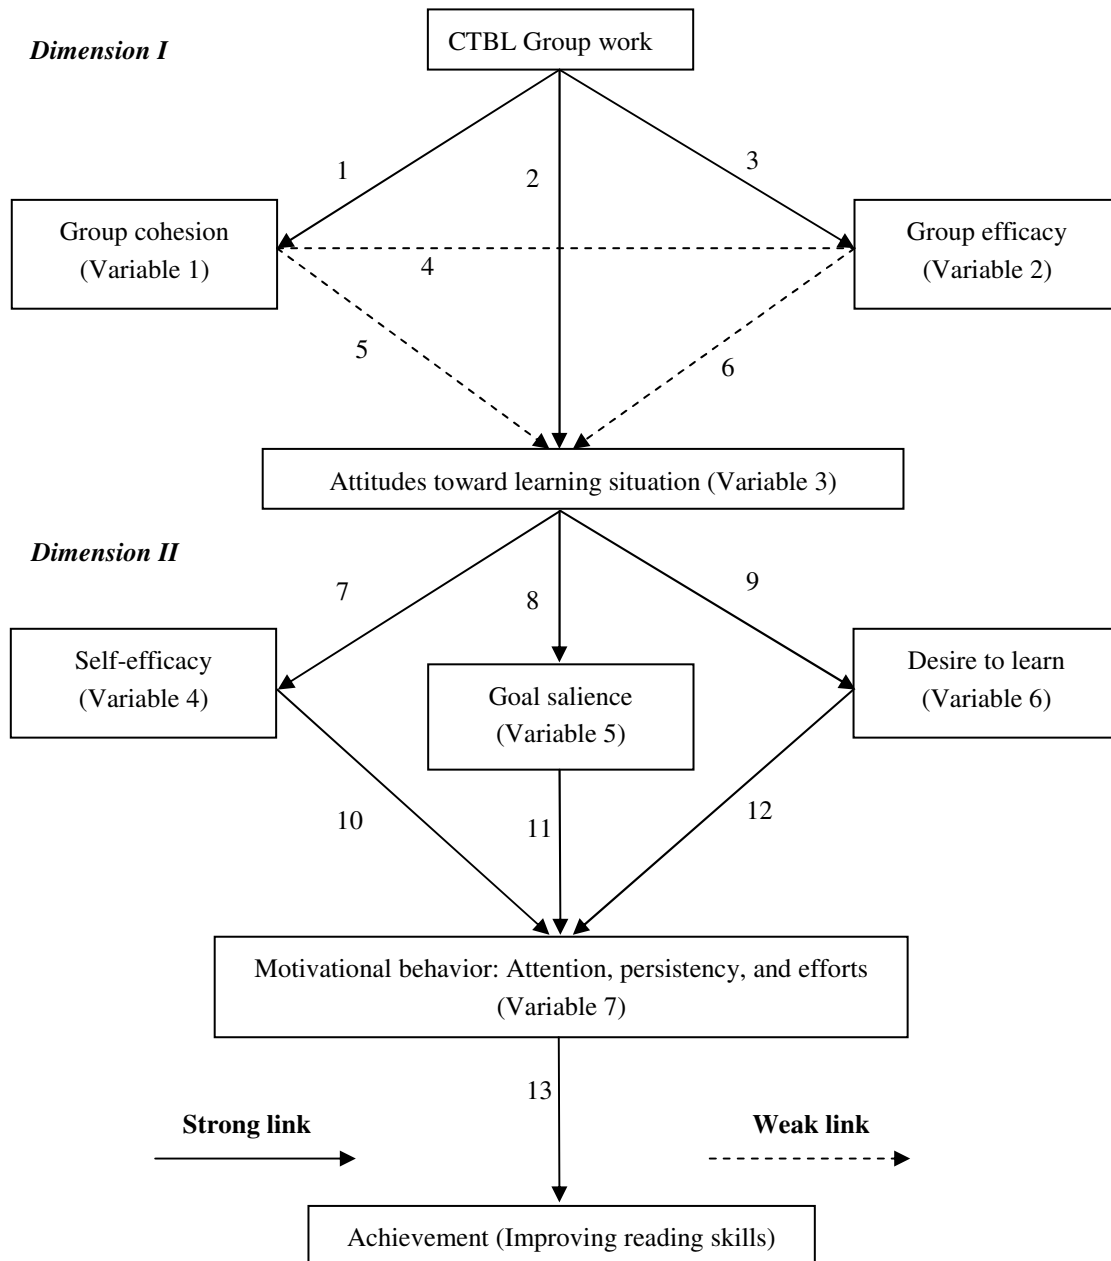 CTBL Group work
Dimension I
1
2
3
Group cohesion
(Variable 1)
Group efficacy
(Variable 2)
4
5
6
Attitudes toward learning situation (Variable 3)
Dimension II
7
8
9
Self-efficacy
(Variable 4)
Goal salience
(Variable 5)
Desire to learn
(Variable 6)
10
11
12
Motivational behavior: Attention, persistency, and efforts
(Variable 7)
13
Strong link
Weak link
Achievement (Improving reading skills)